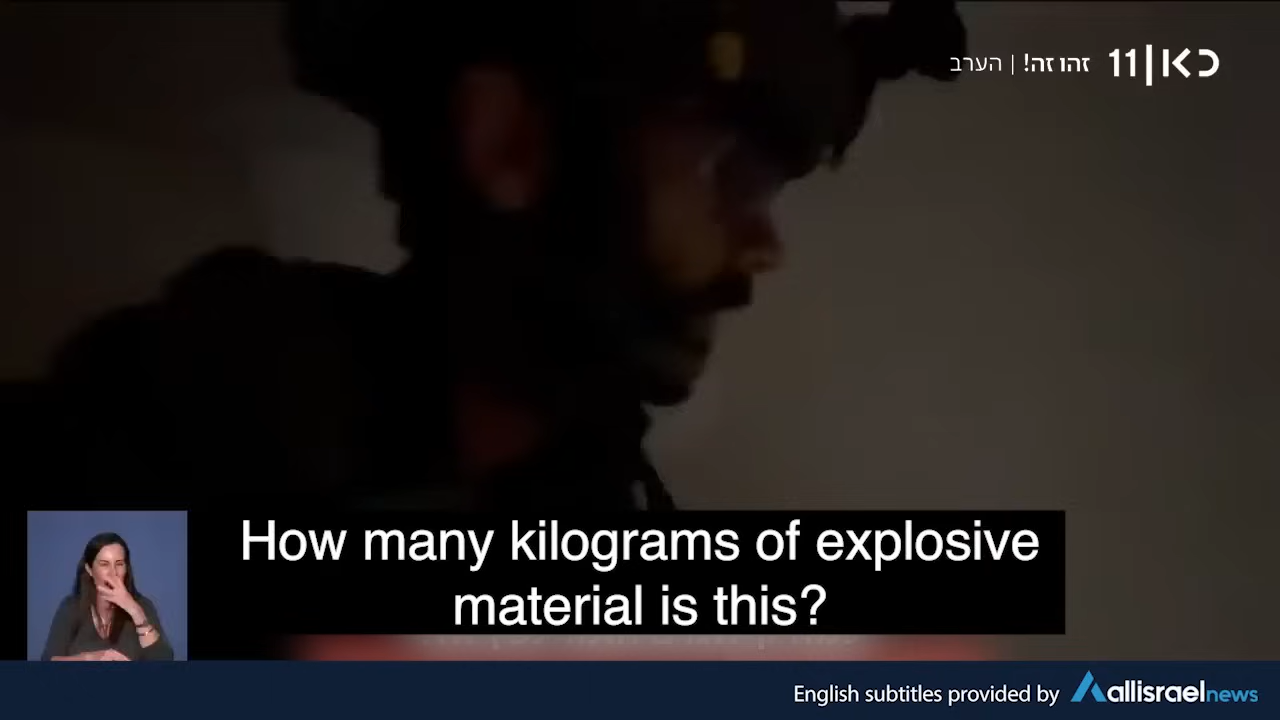 זהו זה! | הערב כאן 11
How many kilograms of explosive
material is this?
English subtitles provided by allisraelnews